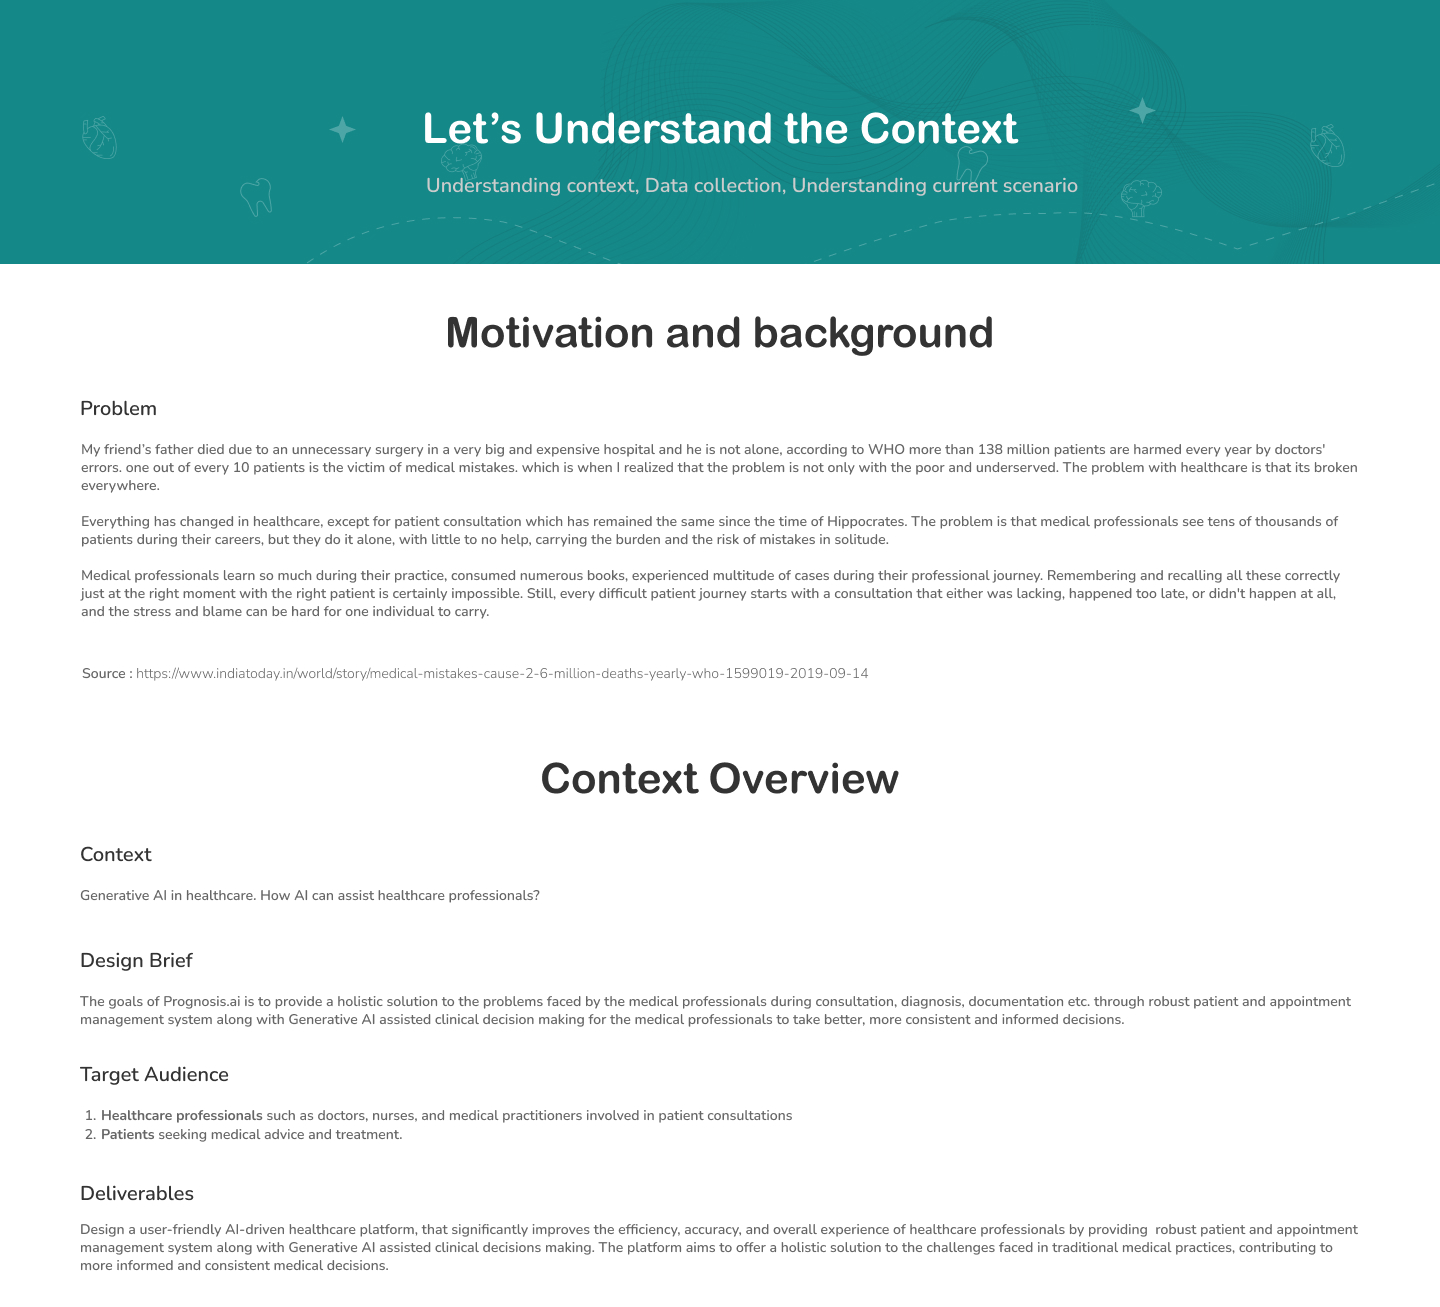 Let’s Understand the Context
Understanding context, Data collection, Understanding current scenario
Motivation and background
Problem
My friend’s father died due to an unnecessary surgery in a very big and expensive hospital and he is not alone, according to WHO more than 138 million patients are harmed every year by doctors'
errors. one out of every 10 patients is the victim of medical mistakes. which is when I realized that the problem is not only with the poor and underserved. The problem with healthcare is that its broken
everywhere.
Everything has changed in healthcare, except for patient consultation which has remained the same since the time of Hippocrates. The problem is that medical professionals see tens of thousands of
patients during their careers, but they do it alone, with little to no help, carrying the burden and the risk of mistakes in solitude.
Medical professionals learn so much during their practice, consumed numerous books, experienced multitude of cases during their professional journey. Remembering and recalling all these correctly
just at the right moment with the right patient is certainly impossible. Still, every difficult patient journey starts with a consultation that either was lacking, happened too late, or didn't happen at all,
and the stress and blame can be hard for one individual to carry.
Source : https://www.indiatoday.in/world/story/medical-mistakes-cause-2-6-million-deaths-yearly-who-1599019-2019-09-14
Context Overview
Context
Generative AI in healthcare. How AI can assist healthcare professionals?
Design Brief
The goals of Prognosis.ai is to provide a holistic solution to the problems faced by the medical professionals during consultation, diagnosis, documentation etc. through robust patient and appointment
management system along with Generative AI assisted clinical decision making for the medical professionals to take better, more consistent and informed decisions.
Target Audience
1. Healthcare professionals such as doctors, nurses, and medical practitioners involved in patient consultations
2. Patients seeking medical advice and treatment.
Deliverables
Design a user-friendly AI-driven healthcare platform, that significantly improves the efficiency, accuracy, and overall experience of healthcare professionals by providing  robust patient and appointment
management system along with Generative AI assisted clinical decisions making. The platform aims to offer a holistic solution to the challenges faced in traditional medical practices, contributing to
more informed and consistent medical decisions.